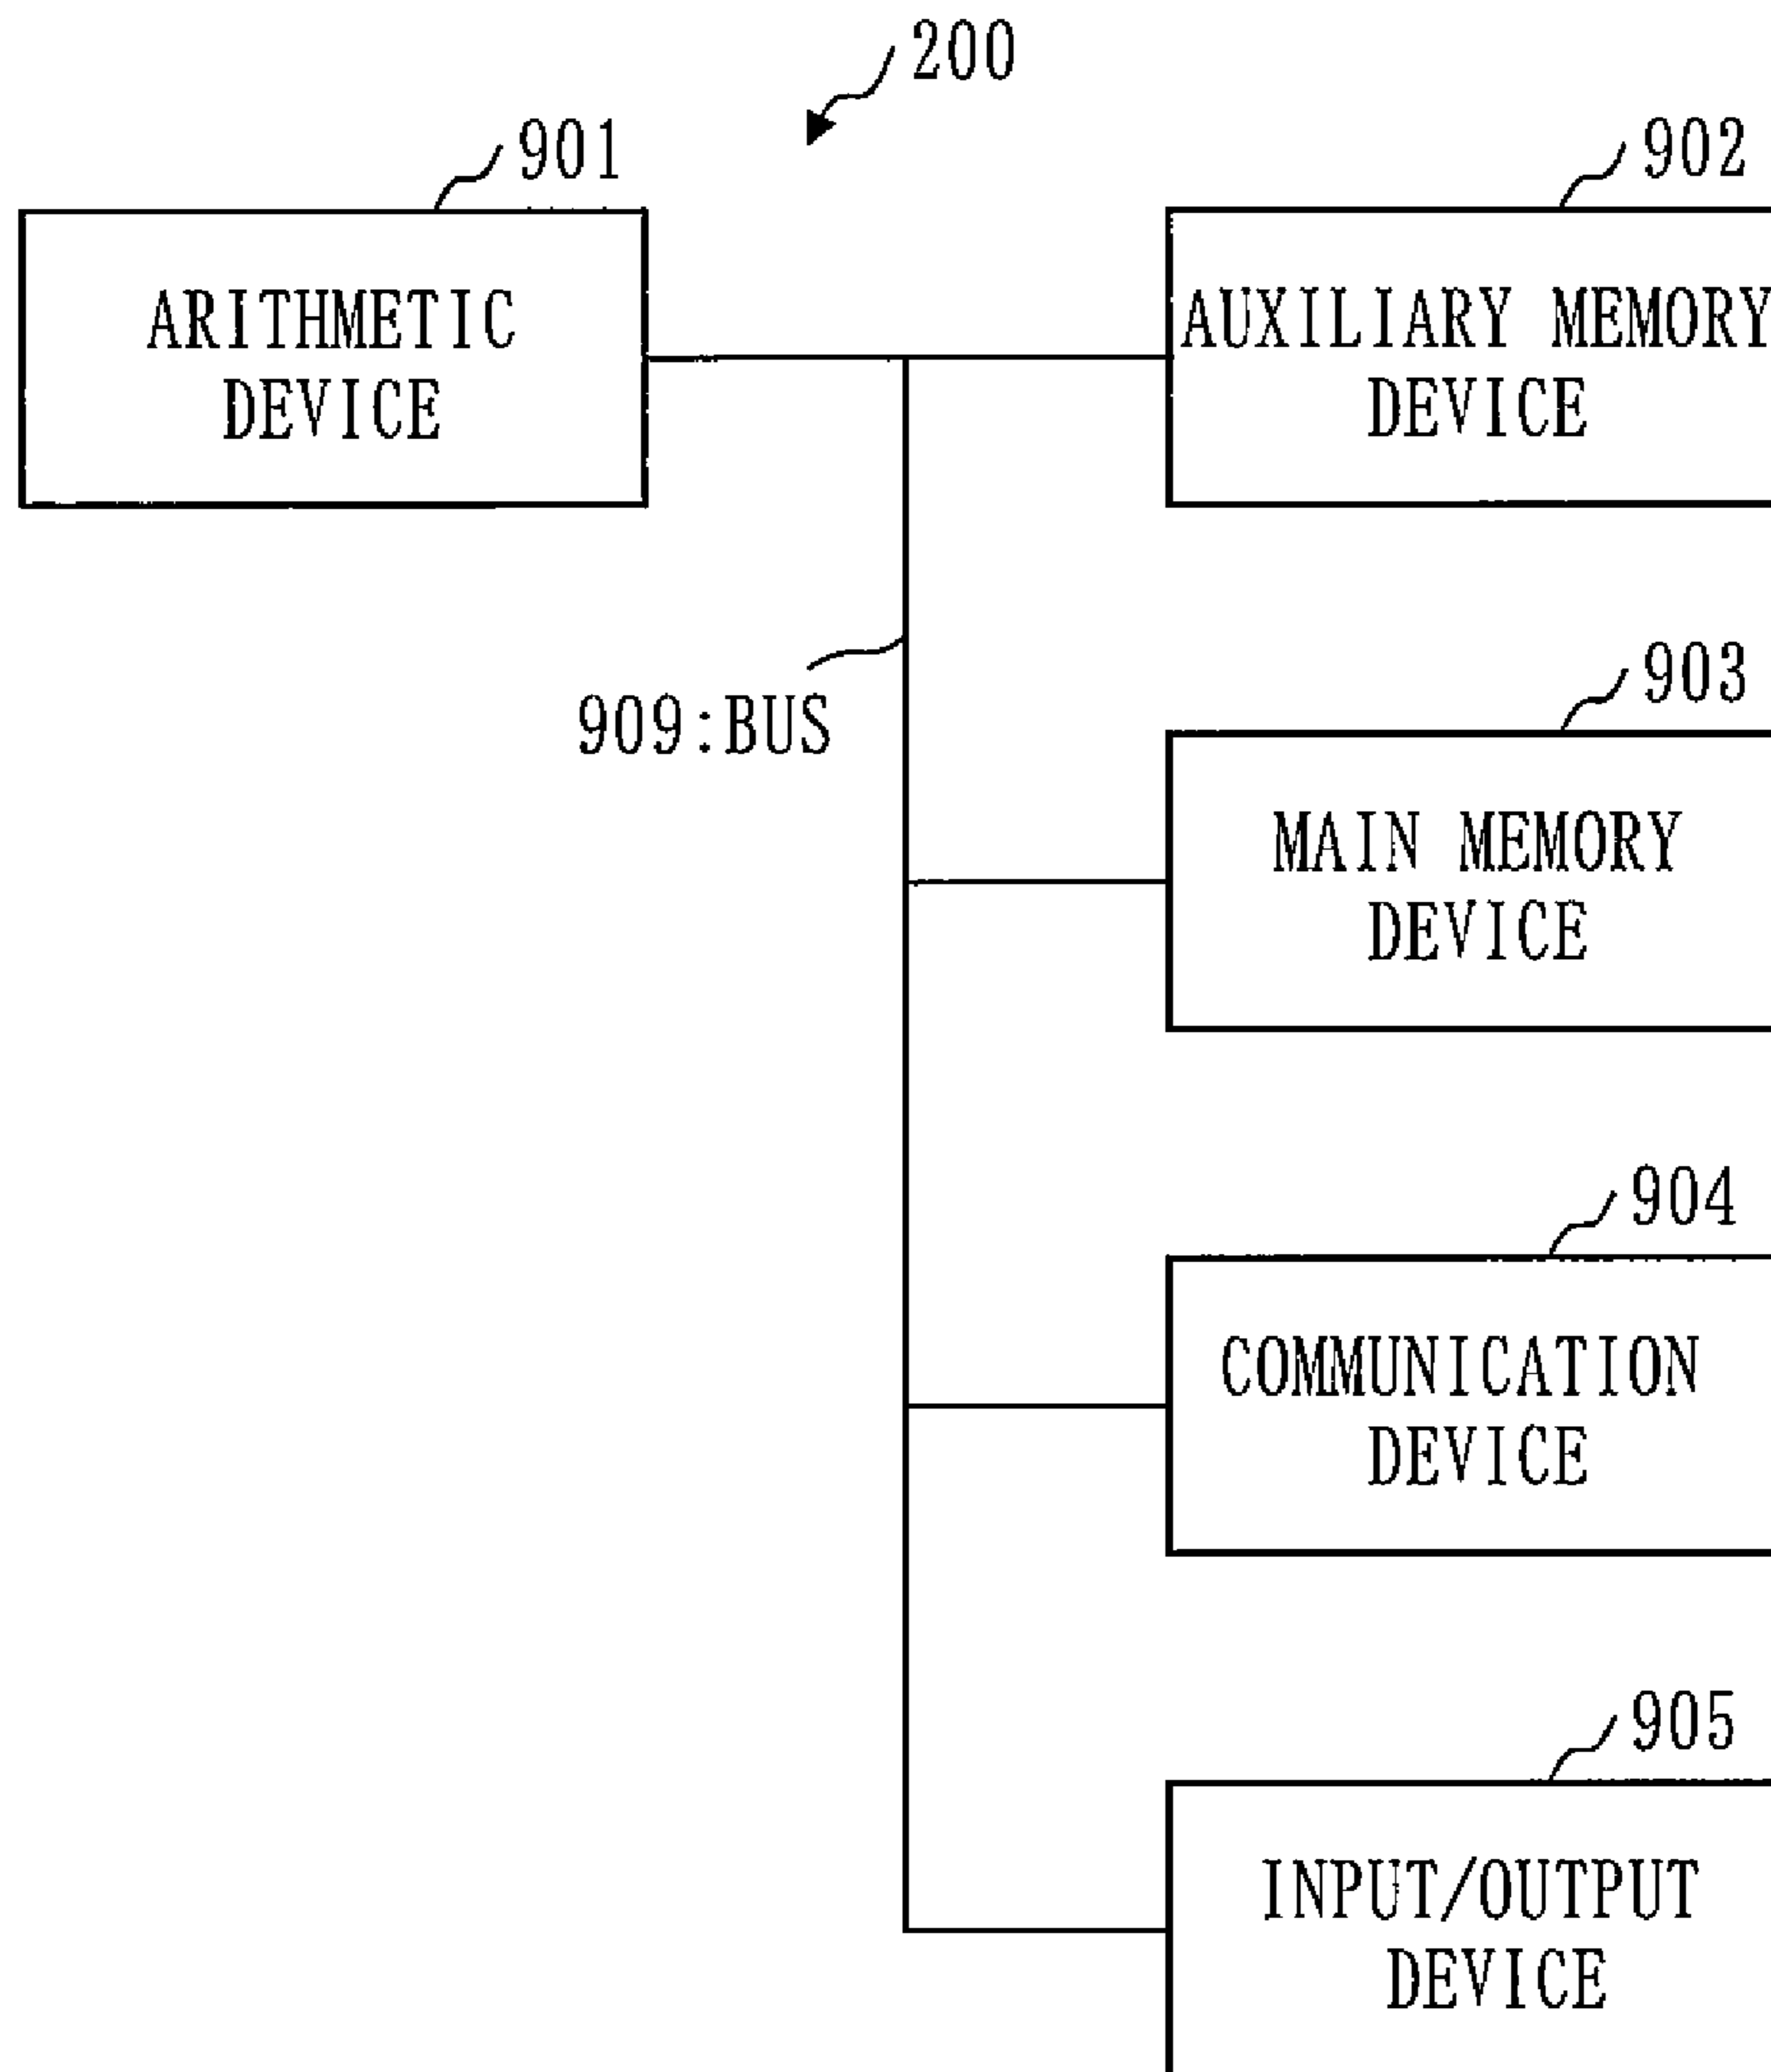 200
901
902
ARITHMETIC
DEVICE
AUXILIARY MEMORY
DEVICE
903
909:BUS
MAIN MEMORY
DEVICE
904
COMMUNICATION
DEVICE
905
INPUT/OUTPUT
DEVICE